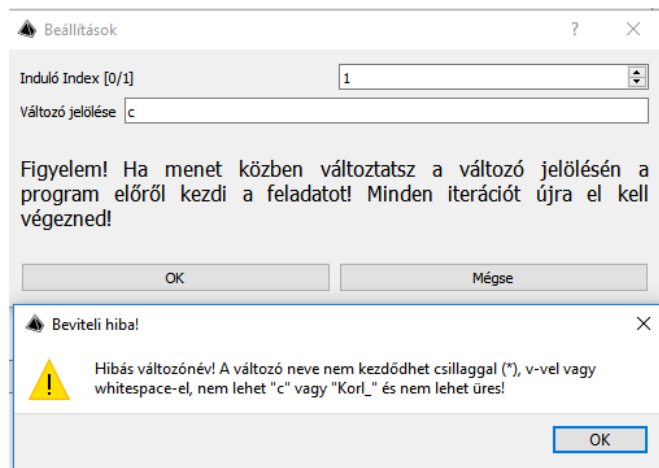 Beállítások
Induló Index [0/1] 1
Változó jelölése c
Figyelem! Ha menet közben változtatsz a változó jelölésén a
program előről kezdi a feladatot! Minden iterációt újra el kell
végezned!
OK Mégse
Beviteli hiba!
Hibás változónév! A változó neve nem kezdődhet csillaggal (*), v-vel vagy
whitespace-el, nem lehet "c" vagy "Korl_" és nem lehet üres!
OK